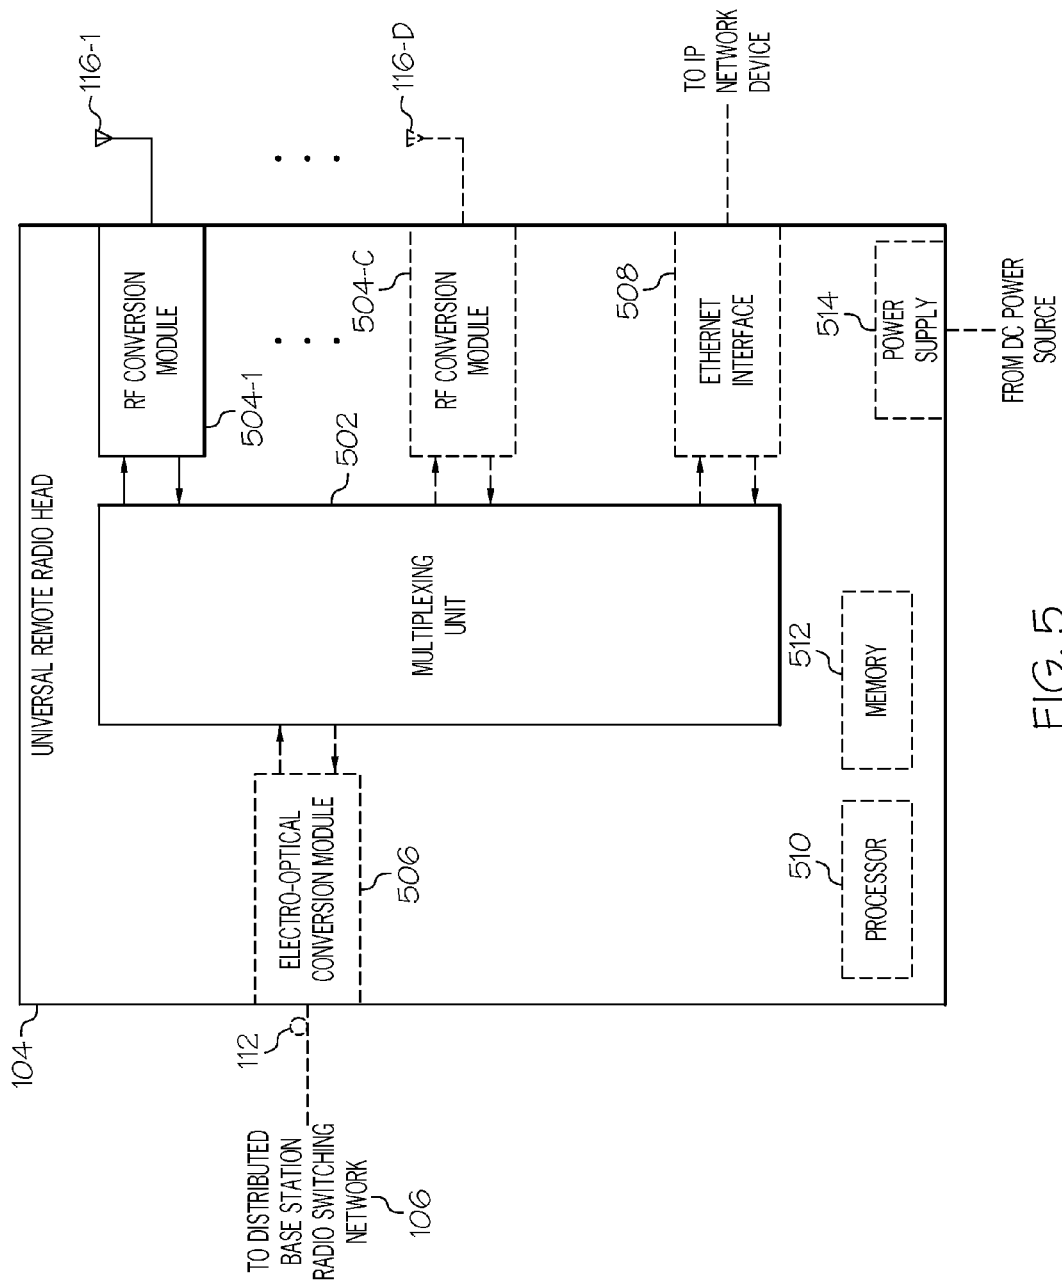 104
UNIVERSAL REMOTE RADIO HEAD
TO DISTRIBUTED
BASE STATION
RADIO SWITCHING
NETWORK
106
112
ELECTRO-OPTICAL
CONVERSION MODULE
506
MULTIPLEXING
UNIT
502
RF CONVERSION
MODULE
504-1
116-1
RF CONVERSION
MODULE
504-C
116-D
ETHERNET
INTERFACE
508
TO IP
NETWORK
DEVICE
PROCESSOR
510
MEMORY
512
POWER
SUPPLY
514
FROM DC POWER
SOURCE
FIG. 5